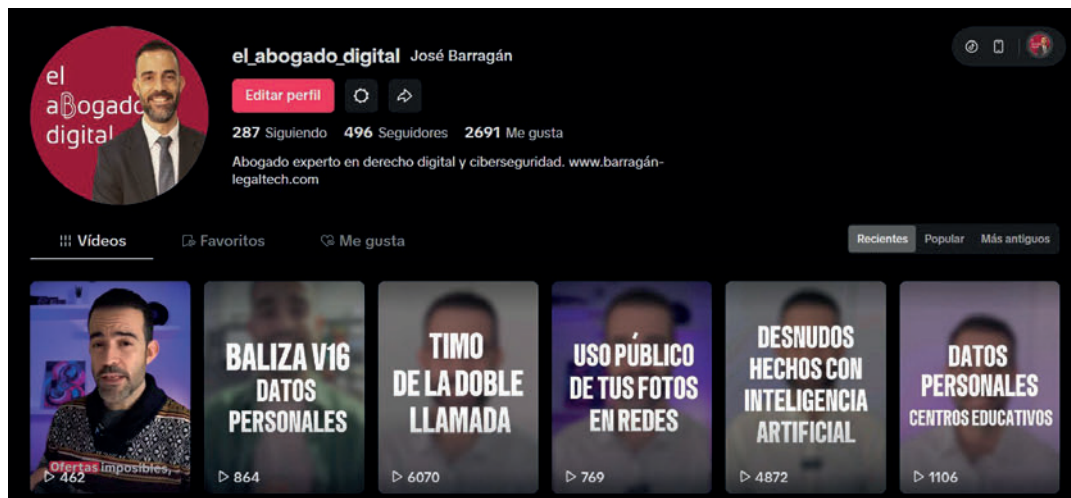 el
aBogado
digital
el_abogado_digital José Barragán
Editar perfil
287 Siguiendo 496 Seguidores 2691 Me gusta
Abogado experto en derecho digital y ciberseguridad. www.barragán-
legaltech.com
Vídeos Favoritos Me gusta
Recientes Popular Más antiguos
Ofertas imposibles,
462
BALIZA V16
DATOS
PERSONALES
864
TIMO
DE LA DOBLE
LLAMADA
6070
USO PÚBLICO
DE TUS FOTOS
EN REDES
769
DESNUDOS
HECHOS CON
INTELIGENCIA
ARTIFICIAL
4872
DATOS
PERSONALES
CENTROS EDUCATIVOS
1106